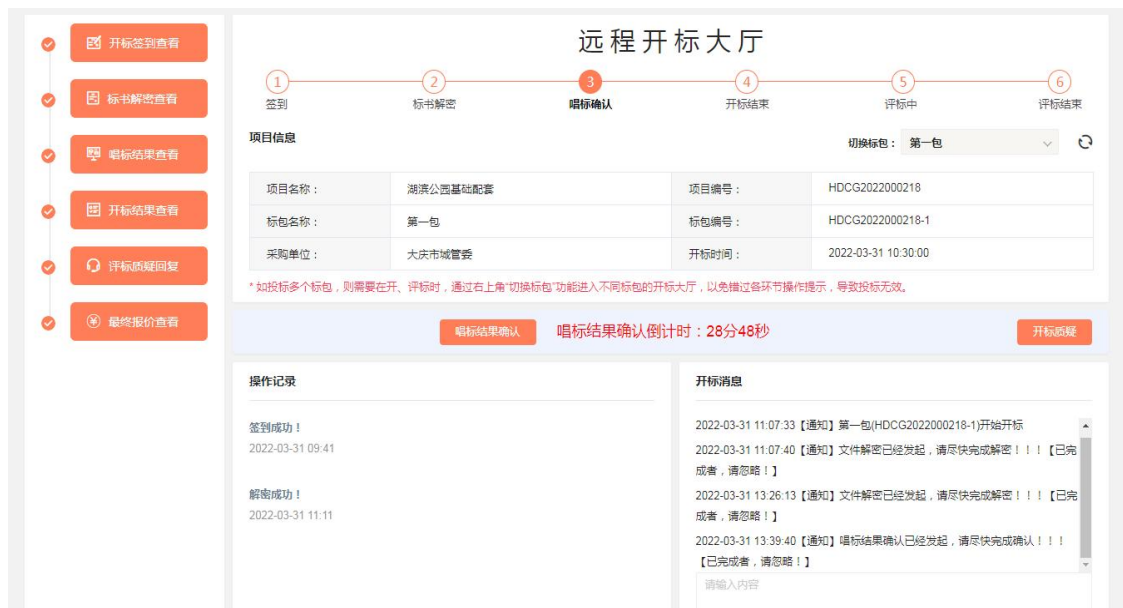 开标签到查看
标书解密查看
唱标结果查看
开标结果查看
评标质疑回复
最终报价查看
远程开标大厅
1 2 3 4 5 6
签到 标书解密 唱标确认 开标结束 评标中 评标结束
项目信息 切换标包： 第一包
项目名称： 湖滨公园基础配套 项目编号： HDCG2022000218
标包名称： 第一包 标包编号： HDCG2022000218-1
采购单位： 大庆市城管委 开标时间： 2022-03-31 10:30:00
* 如投标多个标包，则需要在开、评标时，通过右上角“切换标包”功能进入不同标包的开标大厅，以免错过各环节操作提示，导致投标无效。
唱标结果确认 唱标结果确认倒计时：28分48秒 开标质疑
操作记录
签到成功！
2022-03-31 09:41
解密成功！
2022-03-31 11:11
开标消息
2022-03-31 11:07:33【通知】第一包(HDCG2022000218-1)开始开标
2022-03-31 11:07:40【通知】文件解密已经发起，请尽快完成解密！！！【已完
成者，请忽略！】
2022-03-31 13:26:13【通知】文件解密已经发起，请尽快完成解密！！！【已完
成者，请忽略！】
2022-03-31 13:39:40【通知】唱标结果确认已经发起，请尽快完成确认！！！
【已完成者，请忽略！】
请输入内容